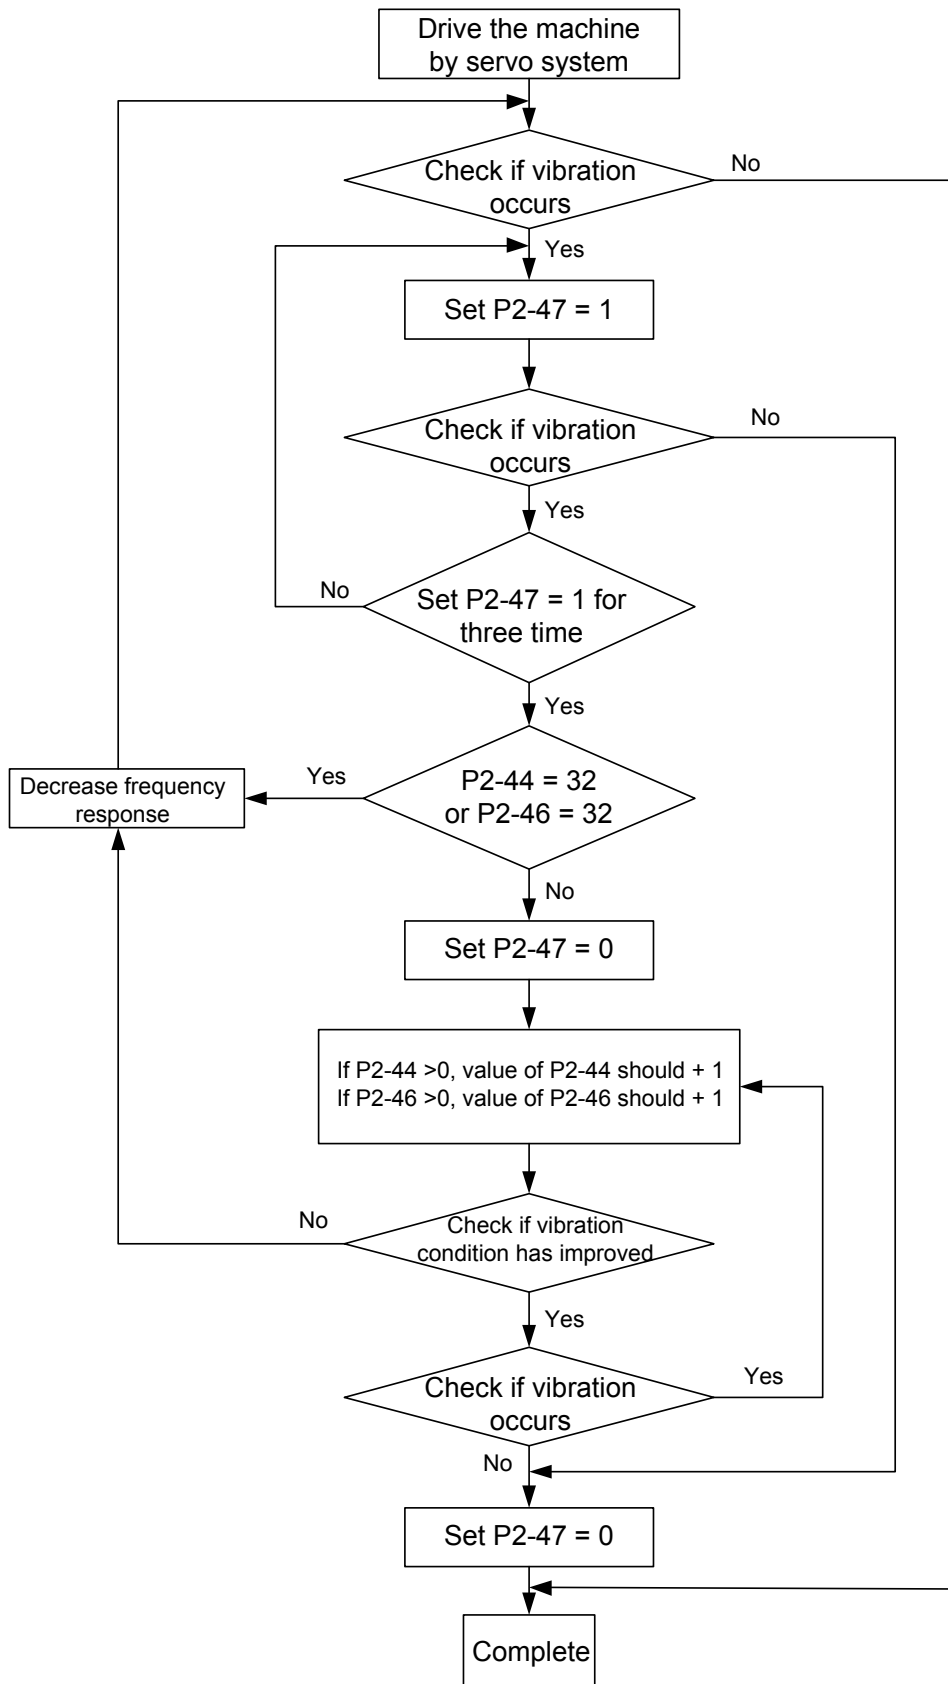 Drive the machine
by servo system
Check if vibration
occurs
No
Yes
Set P2-47 = 1
Check if vibration
occurs
No
Yes
Set P2-47 = 1 for
three time
No
Yes
P2-44 = 32
or P2-46 = 32
Yes
Decrease frequency
response
No
Set P2-47 = 0
If P2-44 >0, value of P2-44 should + 1
If P2-46 >0, value of P2-46 should + 1
Check if vibration
condition has improved
No
Yes
Check if vibration
occurs
Yes
No
Set P2-47 = 0
Complete